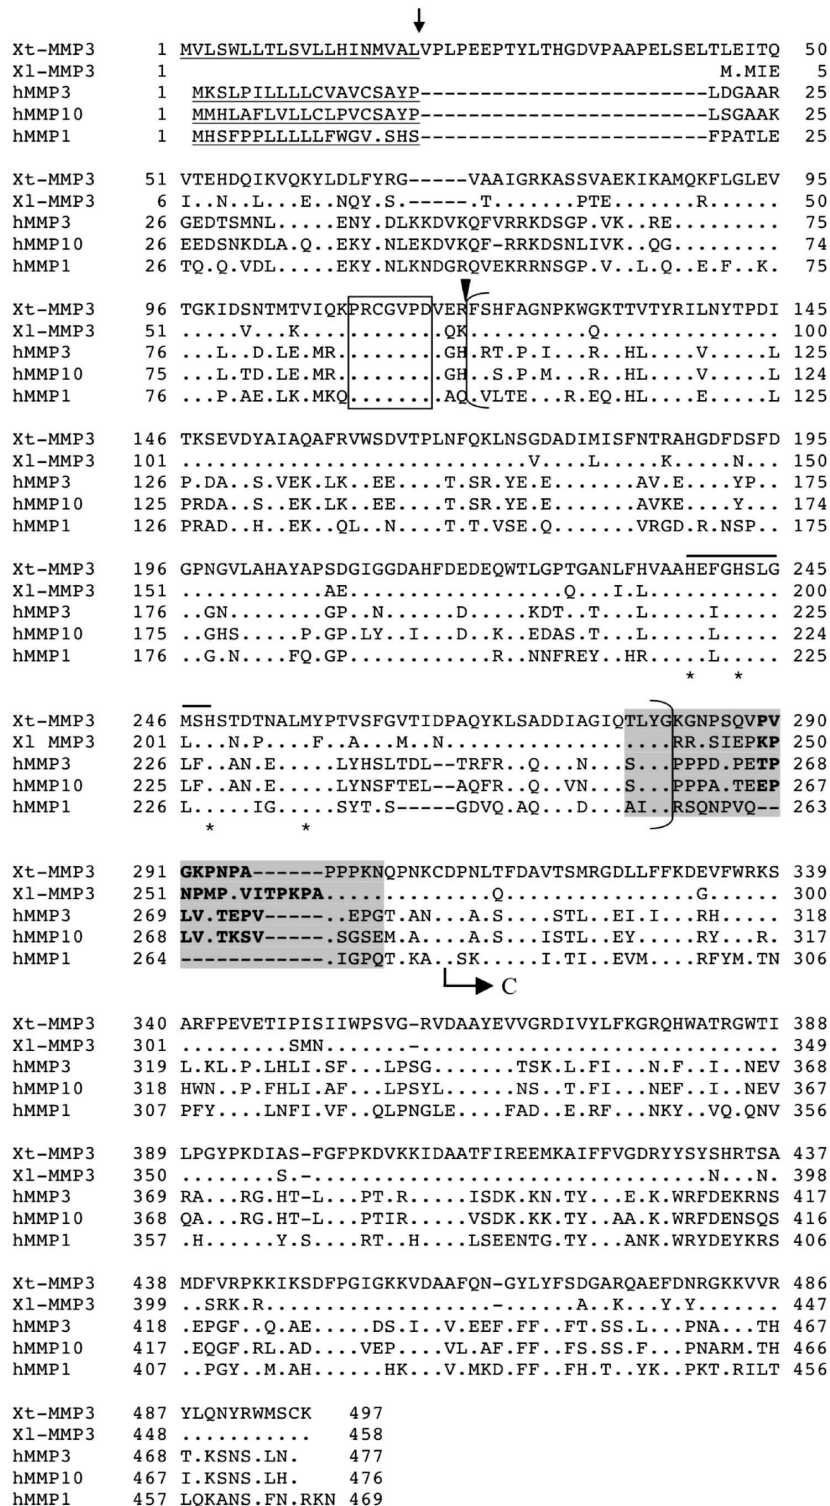 Xt-MMP3 1 MVLSWLLTLSVLLHINMVALVPLPEEPTYLTHGDVPAAPELSELTLEITQ 50
Xl-MMP3 1 M.MIE 5
hMMP3 1 MKSLPILLLLCVAVCSAYP------------------------LDGAAR 25
hMMP10 1 MMHLAFLVLLCLPVCSAYP------------------------LSGAAK 25
hMMP1 1 MHSFPPLLLLLFWGV.SHS------------------------FPATLE 25
Xt-MMP3 51 VTEHDQIKVQKYLDLFYRG-----VAAIGRKASSVAEKIKAMQKFLGLEV 95
Xl-MMP3 6 I..N..L...E..NQY.S.-----.T.......PTE.......R...... 50
hMMP3 26 GEDTSMNL.....ENY.DLKKDVKQFVRRKDSGP.VK..RE......... 75
hMMP10 26 EEDSNKDLA.Q..EKY.NLEKDVKQF-RRKDSNLIVK..QG......... 74
hMMP1 26 TQ.Q.VDL.....EKY.NLKNDGRQVEKRRNSGP.V..L.Q..E.F..K. 75
Xt-MMP3 96 TGKIDSNTMTVIQKPRCGVPDVERFSHFAGNPKWGKTTVTYRILNYTPDI 145
Xl-MMP3 51 .....V...K............QK..........Q............... 100
hMMP3 76 ...L..D.LE.MR.........GH.RT.P.I...R..HL....V.....L 125
hMMP10 75 ...L.TD.LE.MR.........GH..S.P.M...R..HL....V.....L 124
hMMP1 76 ...P.AE.LK.MKQ........AQ.VLTE...R.EQ.HL....E.....L 125
Xt-MMP3 146 TKSEVDYAIAQAFRVWSDVTPLNFQKLNSGDADIMISFNTRAHGDFDSFD 195
Xl-MMP3 101 .............................V....L.....K.....N... 150
hMMP3 126 P.DA..S.VEK.LK..EE....T.SR.YE.E.......AV.E....YP.. 175
hMMP10 125 PRDA..S..EK.LK..EE....T.SR.YE.E.......AVKE....Y... 174
hMMP1 126 PRAD..H..EK..QL..N....T.T.VSE.Q.......VRGD.R.NSP.. 175
Xt-MMP3 196 GPNGVLAHAYAPSDGIGGDAHFDEDEQWTLGPTGANLFHVAAHEFGHSLG 245
Xl-MMP3 151 ............AE..................Q...I.L........... 200
hMMP3 176 ..GN........GP..N......D.....KDT..T...L.....I..... 225
hMMP10 175 ..GHS.....P.GP.LY..I...D..K..EDAS.T...L.....L..... 224
hMMP1 176 ..G.N....FQ.GP............R..NNFREY..HR.....L..... 225
* *
Xt-MMP3 246 MSHSTDTNALMYPTVSFGVTIDPAQYKLSADDIAGIQTLYGKGNPSQVPV 290
Xl MMP3 201 L...N.P....F..A...M..N..................RR.SIEPKP 250
hMMP3 226 LF..AN.E.....LYHSLTDL--TRFR..Q...N...S...PPPD.PETP 268
hMMP10 225 LF..AN.E.....LYNSFTEL--AQFR..Q..VN...S...PPPA.TEEP 267
hMMP1 226 L.....IG.....SYT.S-----GDVQ.AQ...D...AI..RSQNPVQ-- 263
* *
Xt-MMP3 291 GKPNPA------PPPKNQPNKCDPNLTFDAVTSMRGDLLFFKDEVFWRKS 339
Xl-MMP3 251 NPMP.VITPKPA..............Q................G...... 300
hMMP3 269 LV.TEPV-----..EPGT.AN...A.S....STL..EI.I...RH..... 318
hMMP10 268 LV.TKSV-----.SGSEM.A....A.S...ISTL..EY....RY...R. 317
hMMP1 264 ------------.IGPQT.KA..SK.....I.TI..EVM....RFYM.TN 306
C
Xt-MMP3 340 ARFPEVETIPISIIWPSVG-RVDAAYEVVGRDIVYLFKGRQHWATRGWTI 388
Xl-MMP3 301 .........SMN.......-.............................. 349
hMMP3 319 L.KL.P.LHLI.SF...LPSG.......TSK.L.FI...N.F..I..NEV 368
hMMP10 318 HWN..P.FHLI.AF...LPSYL......NS..T.FI...NEF..I..NEV 367
hMMP1 307 PFY....LNFI.VF..QLPNGLE....FAD..E.RF...NKY..VQ.QNV 356
Xt-MMP3 389 LPGYPKDIAS-FGFPKDVKKIDAATFIREEMKAIFFVGDRYYSYSHRTSA 437
Xl-MMP3 350 ........S.-.................................N...N. 398
hMMP3 369 RA...RG.HT-L...PT.R.....ISDK.KN.TY...E.K.WRFDEKRNS 417
hMMP10 368 QA...RG.HT-L...PTIR.....VSDK.KK.TY...AA.K.WRFDENSQS 416
hMMP1 357 .H......Y.S....RT..H....LSEENTG.TY...ANK.WRYDEYKRS 406
Xt-MMP3 438 MDFVRPKKIKSDFPGIGKKVDAAFQN-GYLYFSDGARQAEFDNRGKKVVR 486
Xl-MMP3 399 ..SRK.R...................-......A..K...Y.Y....... 447
hMMP3 418 .EPGF..Q.AE.....DS.I..V.EEF.FF..FT.SS.L...PNA...TH 467
hMMP10 417 .EQGF.RL.AD.....VEP...VL.AF.FF..FS.SS.F...PNARM.TH 466
hMMP1 407 ..PGY..M.AH......HK...V.MKD.FF..FH.T..YK..PKT.RILT 456
Xt-MMP3 487 YLQNYRWMSCK 497
Xl-MMP3 448 ........... 458
hMMP3 468 T.KSNS.LN. 477
hMMP10 467 I.KSNS.LH. 476
hMMP1 457 LQKANS.FN.RKN 469